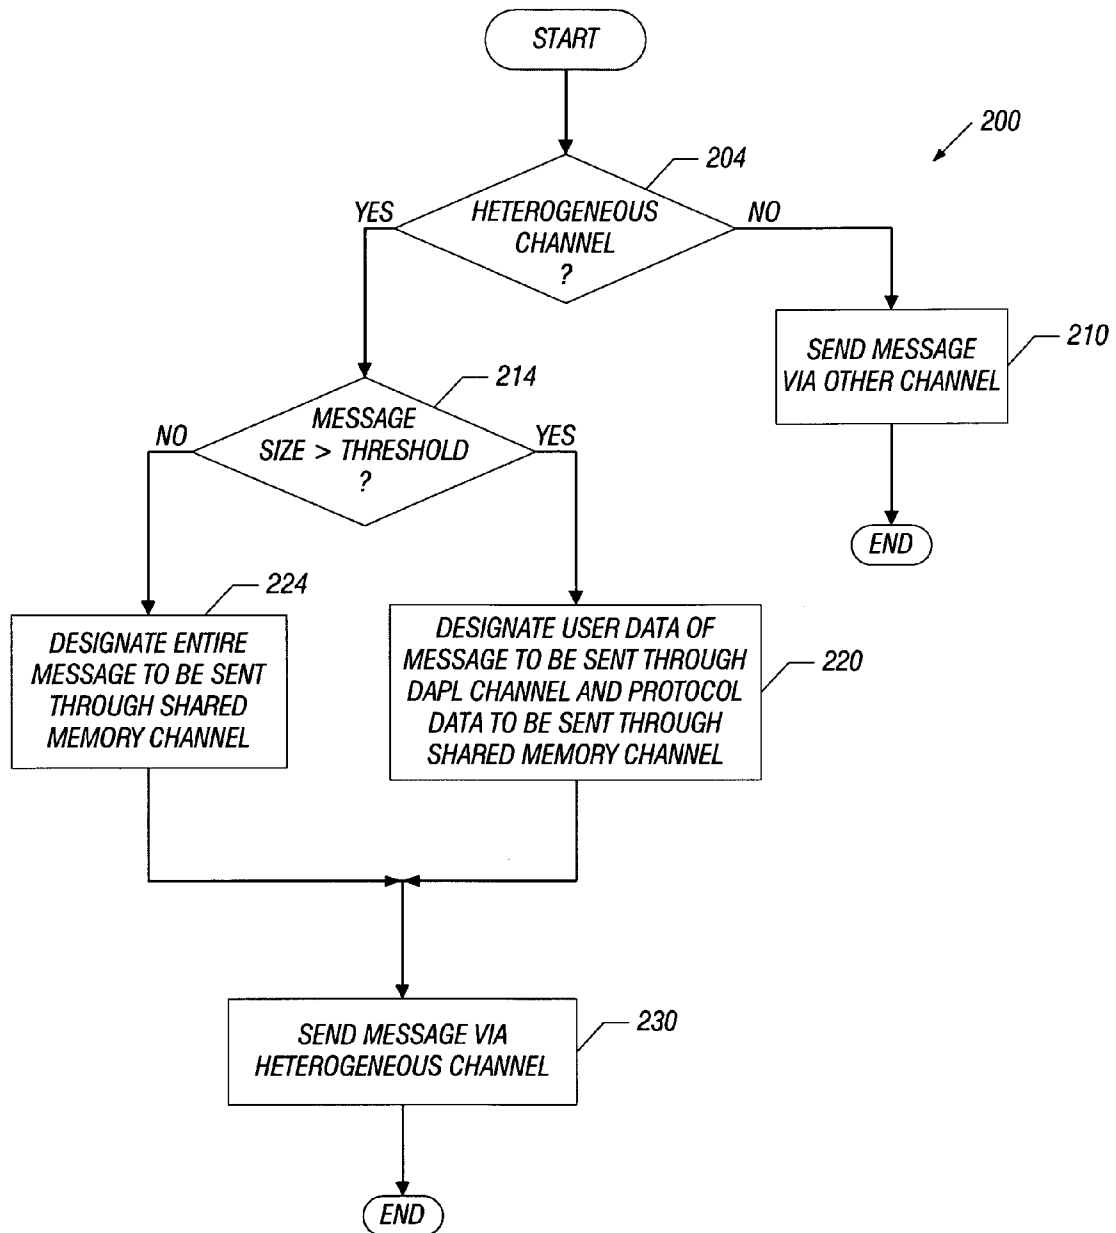 START
200
204
HETEROGENEOUS
CHANNEL
?
YES
NO
SEND MESSAGE
VIA OTHER CHANNEL
210
END
214
MESSAGE
SIZE > THRESHOLD
?
NO
YES
224
DESIGNATE ENTIRE
MESSAGE TO BE SENT
THROUGH SHARED
MEMORY CHANNEL
DESIGNATE USER DATA OF
MESSAGE TO BE SENT THROUGH
DAPL CHANNEL AND PROTOCOL
DATA TO BE SENT THROUGH
SHARED MEMORY CHANNEL
220
SEND MESSAGE VIA
HETEROGENEOUS CHANNEL
230
END